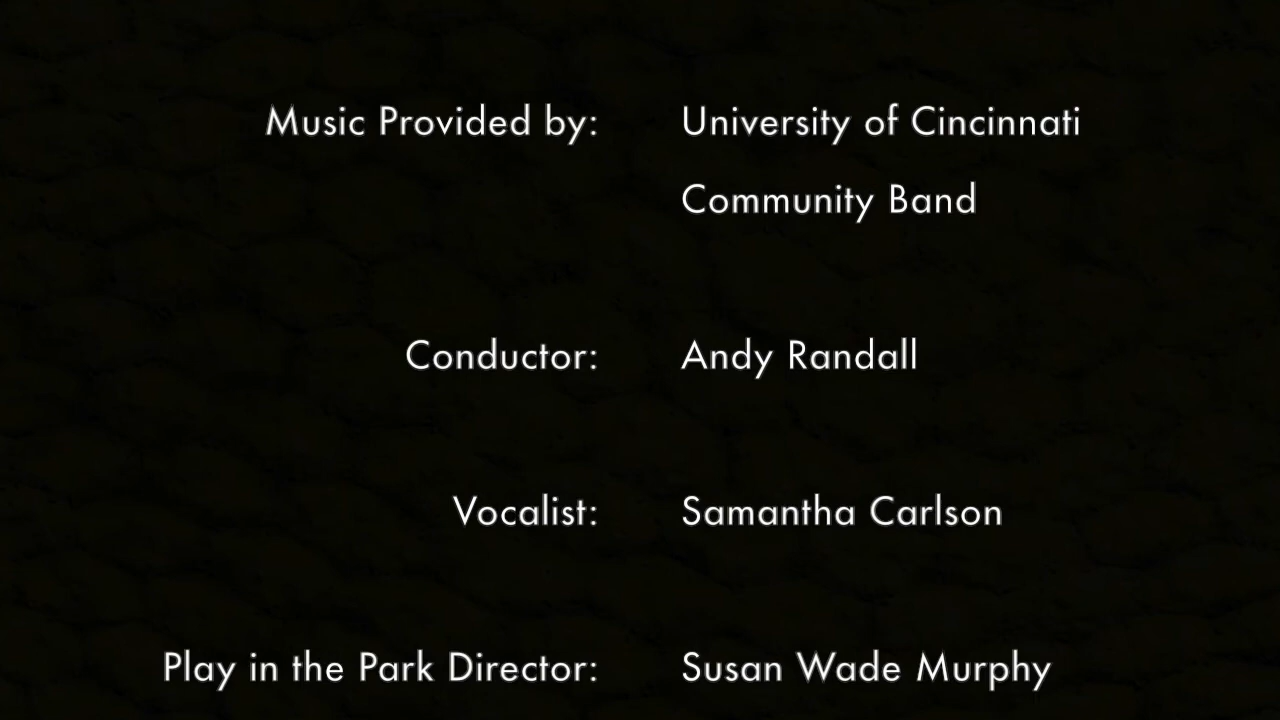 Music Provided by: University of Cincinnati
Community Band
Conductor: Andy Randall
Vocalist: Samantha Carlson
Play in the Park Director: Susan Wade Murphy